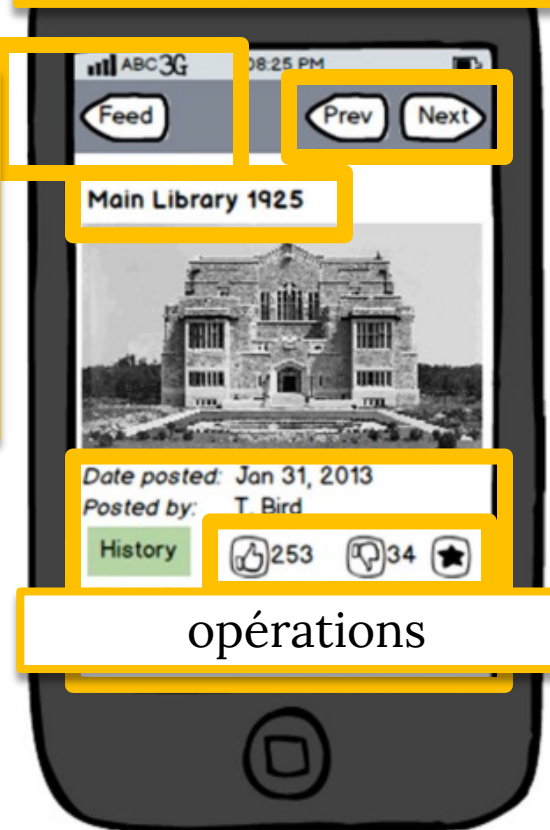 ABC 3G 08:25 PM
Feed Prev Next
Main Library 1925
Date posted: Jan 31, 2013
Posted by: T. Bird
History 253 34
opérations